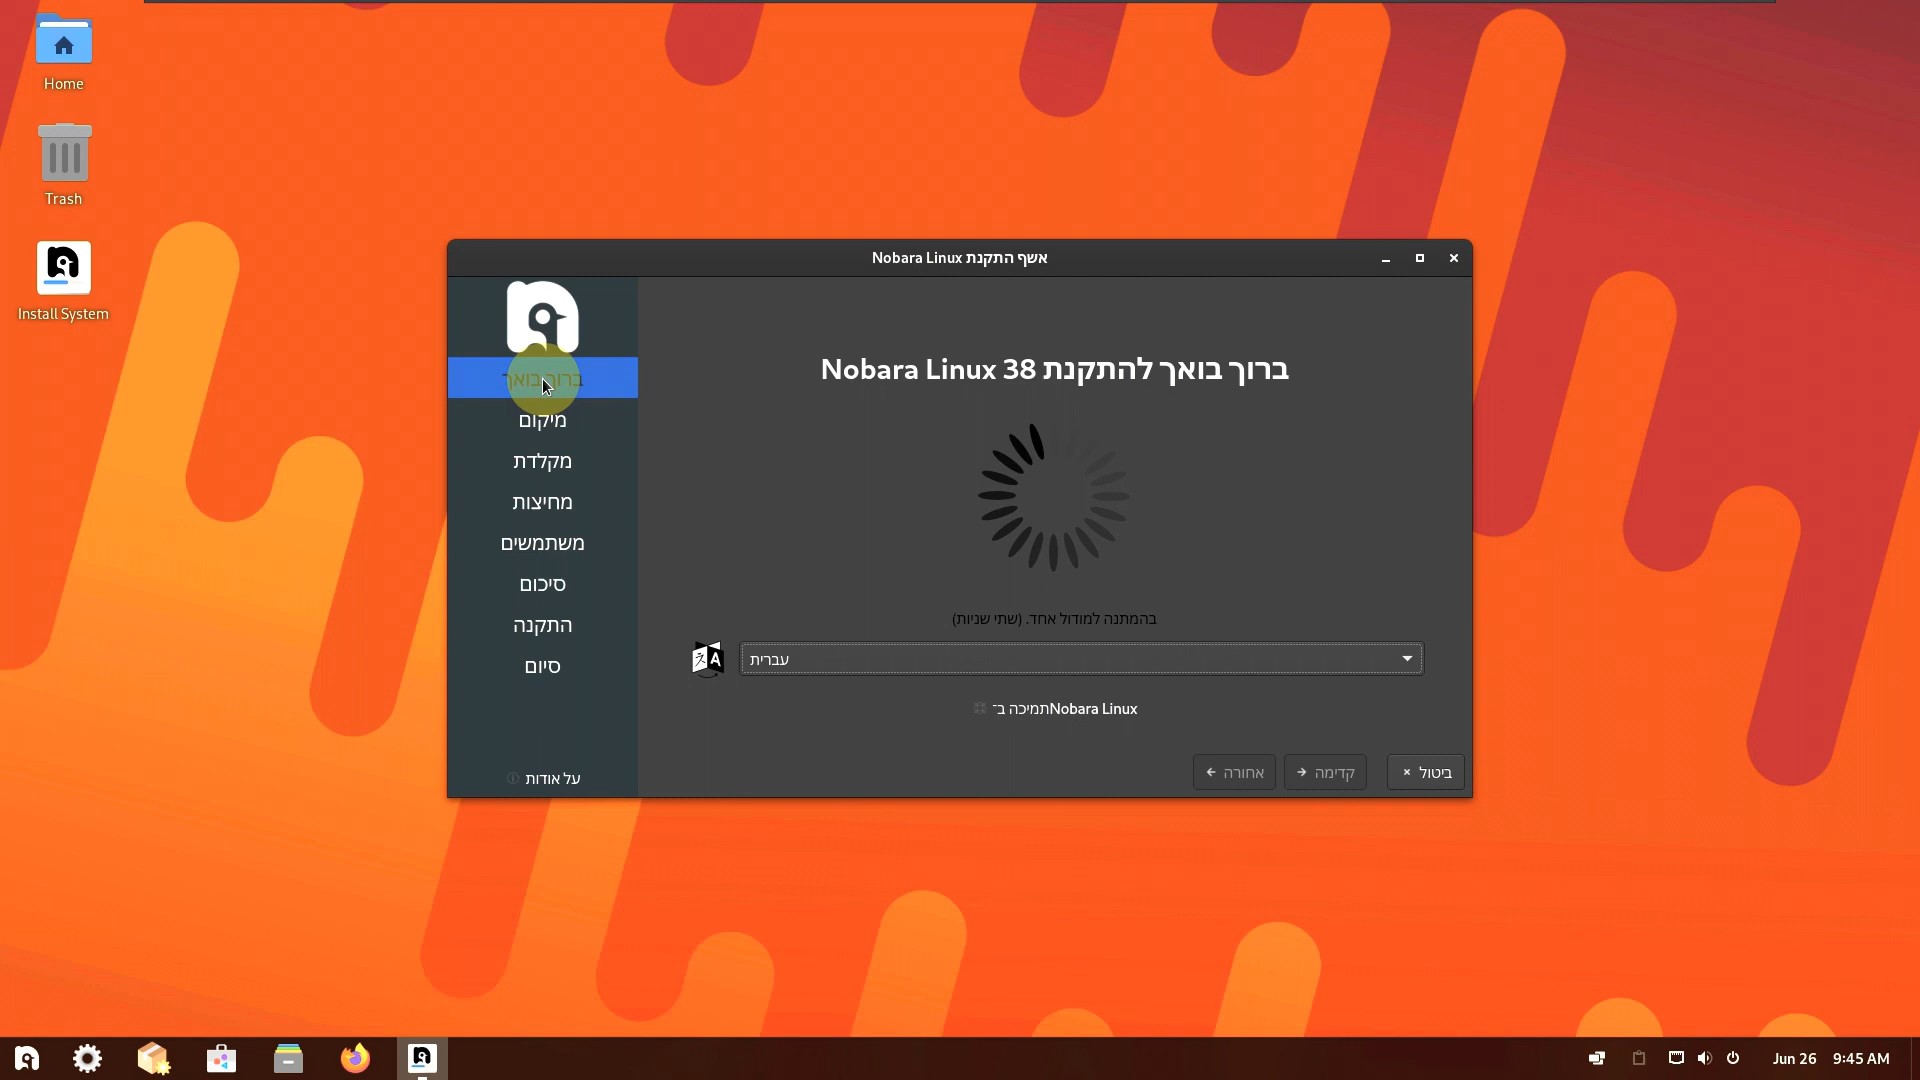 Home
Trash
Install System
אשף התקנת Nobara Linux
ברוך בואך
מיקום
מקלדת
מחיצות
משתמשים
סיכום
התקנה
סיום
על אודות
ברוך בואך להתקנת Nobara Linux 38
בהמתנה למודול אחד. (שתי שניות)
עברית
תמיכה ב־Nobara Linux
אחורה
קדימה
ביטול
Jun 26 9:45 AM